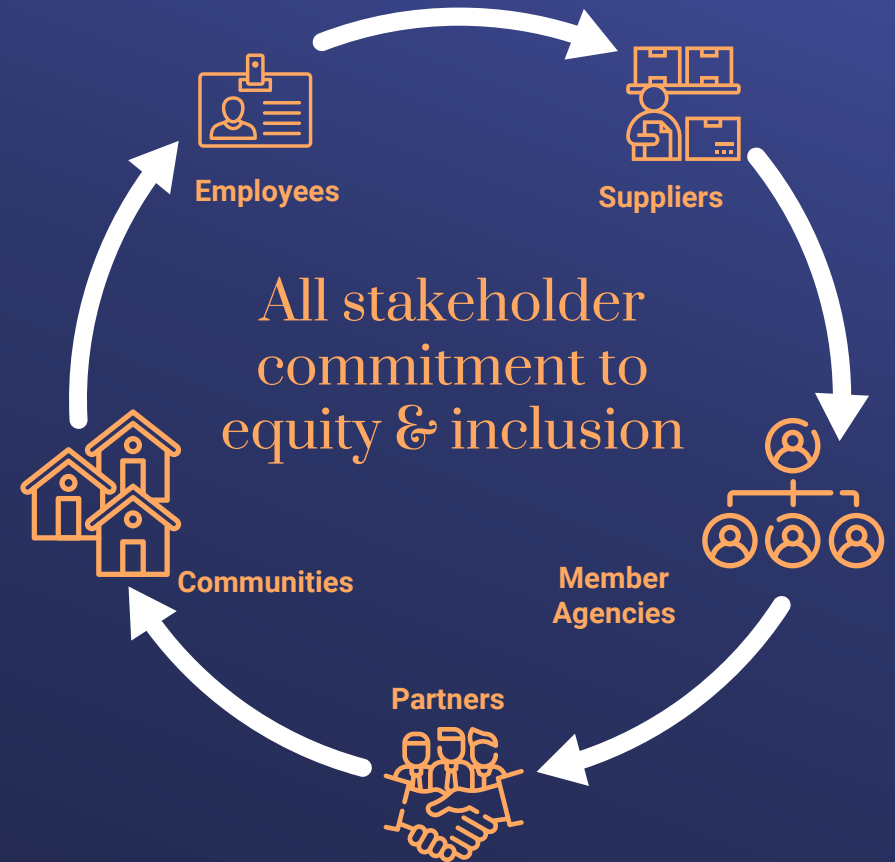 Employees
Suppliers
All stakeholder
commitment to
equity & inclusion
Communities
Member
Agencies
Partners